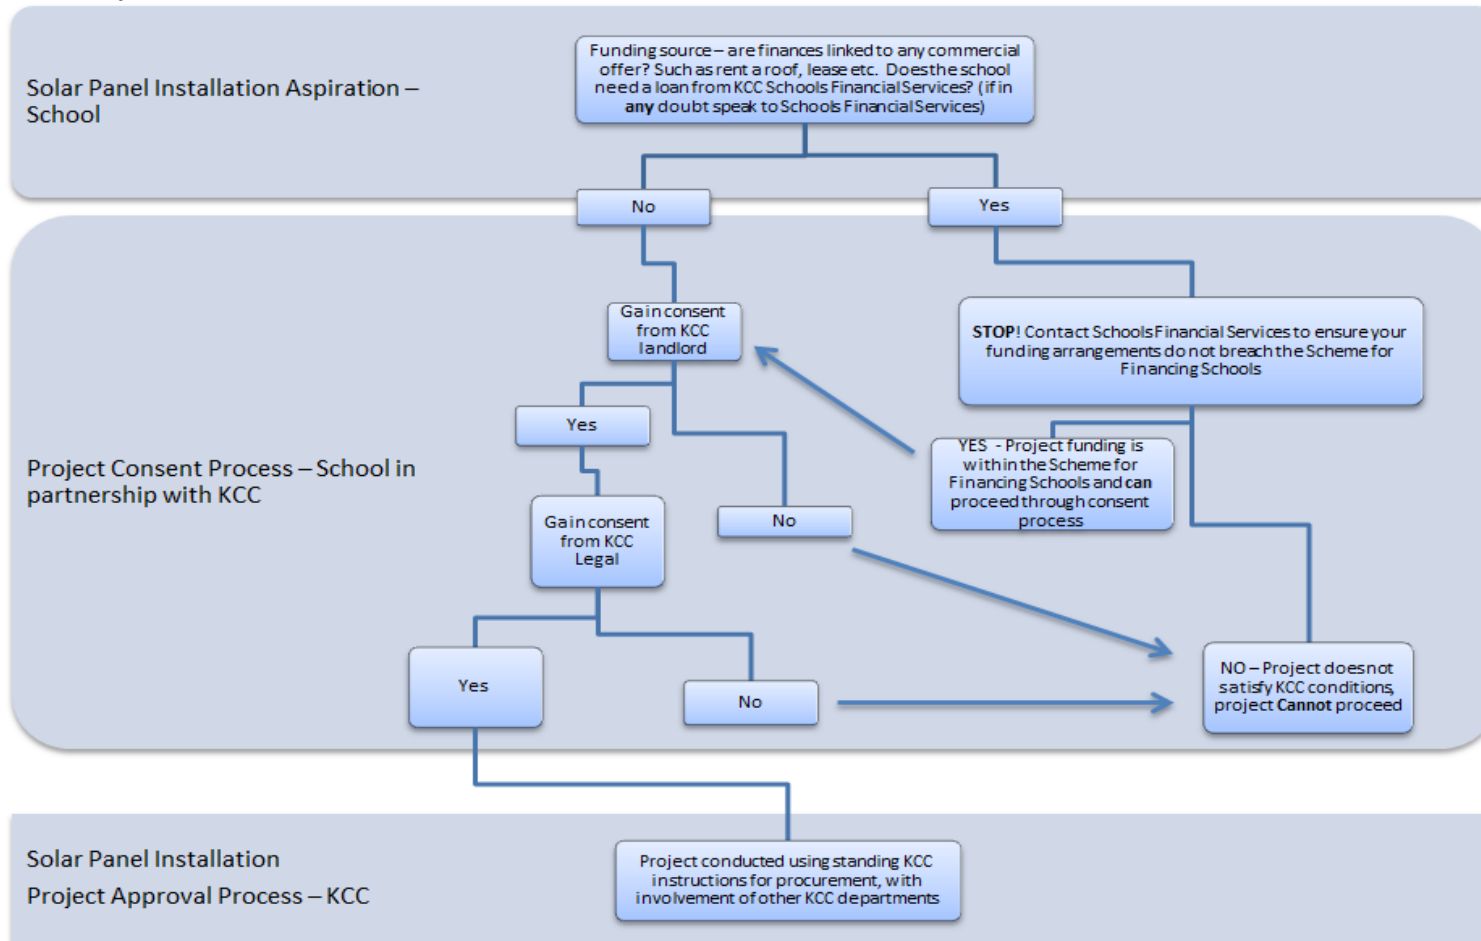 Solar Panel Installation Aspiration –
School
Funding source – are finances linked to any commercial
offer? Such as rent a roof, lease etc. Does the school
need a loan from KCC Schools Financial Services? (if in
any doubt speak to Schools Financial Services)
No
Yes
Project Consent Process – School in
partnership with KCC
Gain consent
from KCC
landlord
STOP! Contact Schools Financial Services to ensure your
funding arrangements do not breach the Scheme for
Financing Schools
Yes
No
YES - Project funding is
within the Scheme for
Financing Schools and can
proceed through consent
process
Gain consent
from KCC
Legal
Yes
No
NO – Project does not
satisfy KCC conditions,
project Cannot proceed
Solar Panel Installation
Project Approval Process – KCC
Project conducted using standing KCC
instructions for procurement, with
involvement of other KCC departments